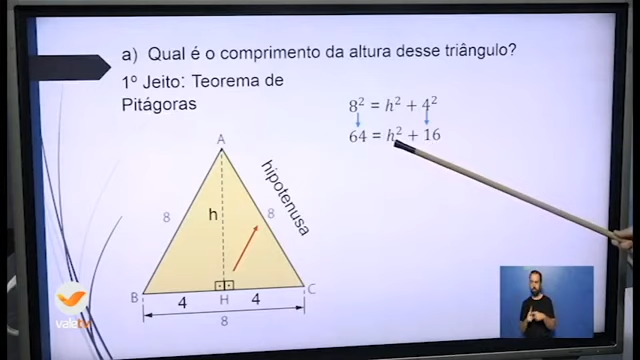 a) Qual é o comprimento da altura desse triângulo?
1º Jeito: Teorema de
Pitágoras
8² = h² + 4²
64 = h² + 16
A
hipotenusa
8
h
8
B
4
H
4
C
8
valetv